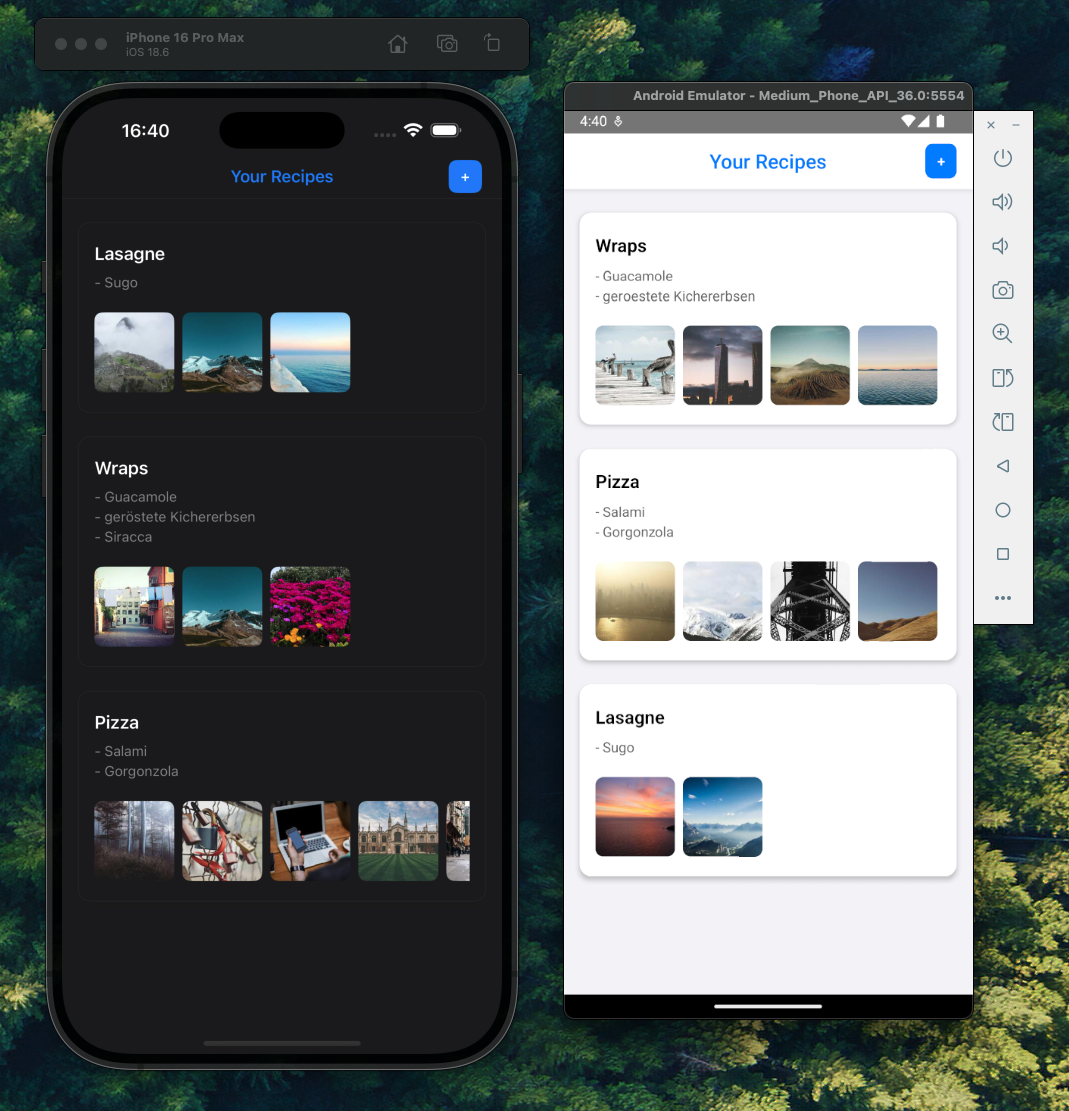 iPhone 16 Pro Max
iOS 18.6
16:40
Your Recipes
+
Lasagne
- Sugo
Wraps
- Guacamole
- geröstete Kichererbsen
- Siracca
Pizza
- Salami
- Gorgonzola
Android Emulator - Medium_Phone_API_36.0:5554
4:40
Your Recipes
+
Wraps
- Guacamole
- geroestete Kichererbsen
Pizza
- Salami
- Gorgonzola
Lasagne
- Sugo